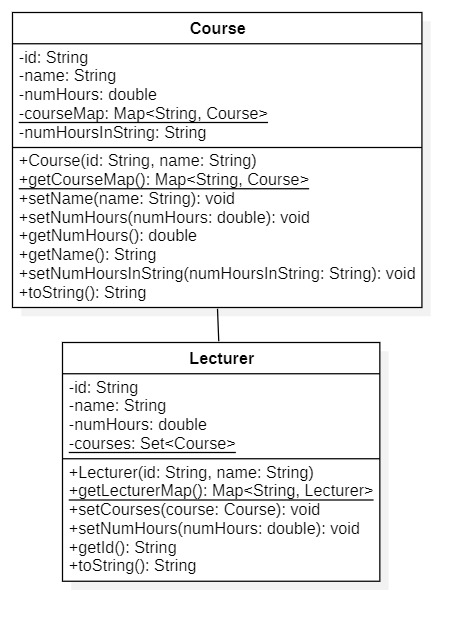 Course
-id: String
-name: String
-numHours: double
-courseMap: Map<String, Course>
-numHoursInString: String
+Course(id: String, name: String)
+getCourseMap(): Map<String, Course>
+setName(name: String): void
+setNumHours(numHours: double): void
+getNumHours(): double
+getName(): String
+setNumHoursInString(numHoursInString: String): void
+toString(): String
Lecturer
-id: String
-name: String
-numHours: double
-courses: Set<Course>
+Lecturer(id: String, name: String)
+getLecturerMap(): Map<String, Lecturer>
+setCourses(course: Course): void
+setNumHours(numHours: double): void
+getId(): String
+toString(): String